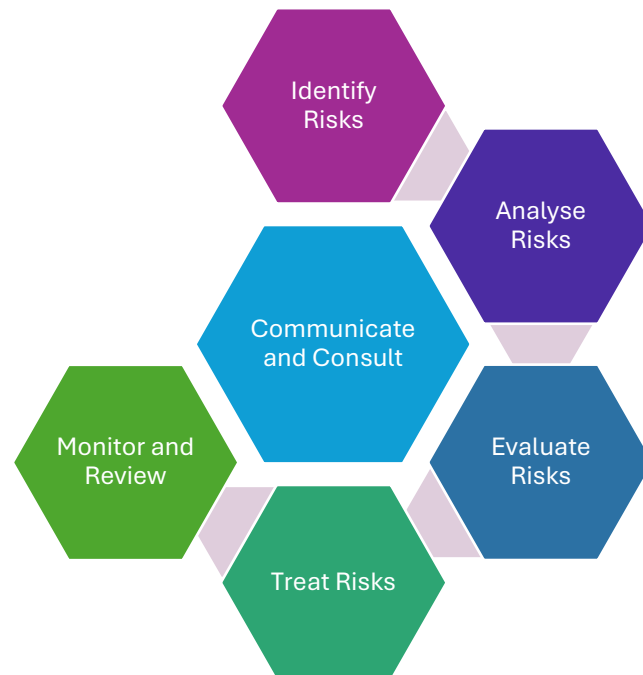 Identify
Risks
Analyse
Risks
Communicate
and Consult
Monitor and
Review
Evaluate
Risks
Treat Risks